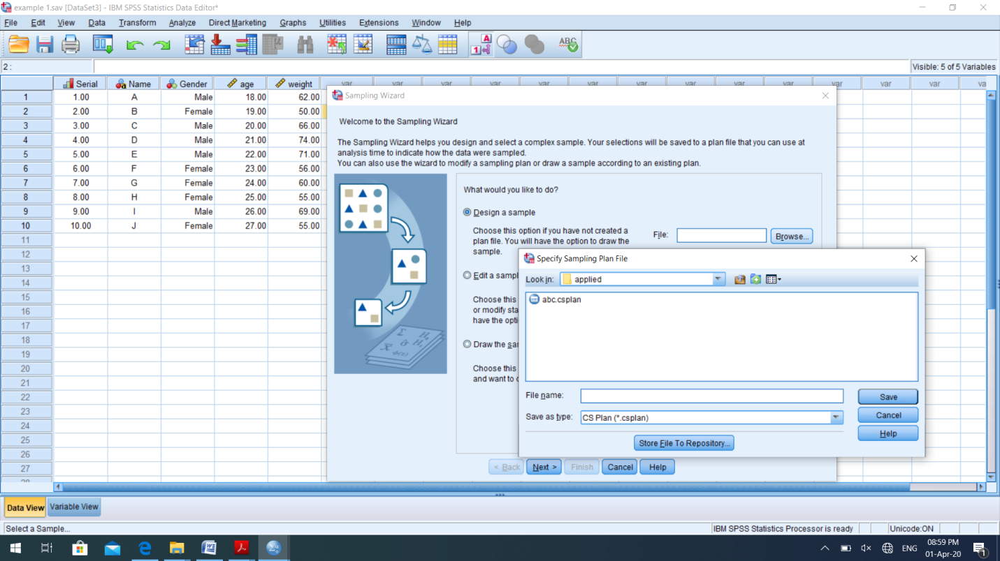 example 1.sav [DataSet3] - IBM SPSS Statistics Data Editor*
File Edit View Data Transform Analyze Direct Marketing Graphs Utilities Extensions Window Help
2 :
Visible: 5 of 5 Variables
Serial Name Gender age weight var var var var var var var var var var var var var va
1 1.00 A Male 18.00 62.00
2 2.00 B Female 19.00 50.00
3 3.00 C Male 20.00 66.00
4 4.00 D Male 21.00 74.00
5 5.00 E Male 22.00 71.00
6 6.00 F Female 23.00 56.00
7 7.00 G Female 24.00 60.00
8 8.00 H Female 25.00 55.00
9 9.00 I Male 26.00 69.00
10 10.00 J Female 27.00 55.00
11
12
13
14
15
16
17
18
19
20
21
22
23
24
25
26
27
28
Sampling Wizard
Welcome to the Sampling Wizard
The Sampling Wizard helps you design and select a complex sample. Your selections will be saved to a plan file that you can use at
analysis time to indicate how the data were sampled.
You can also use the wizard to modify a sampling plan or draw a sample according to an existing plan.
What would you like to do?
Design a sample
Choose this option if you have not created a
plan file. You will have the option to draw the
sample.
File:
Browse...
Edit a sampl
Choose this
or modify sta
have the opti
Draw the sa
Choose this
and want to
< Back Next > Finish Cancel Help
Specify Sampling Plan File
Look in: applied
abc.csplan
File name:
Save
Save as type: CS Plan (*.csplan)
Cancel
Help
Store File To Repository...
Data View Variable View
Select a Sample...
IBM SPSS Statistics Processor is ready
Unicode:ON
ENG
08:59 PM
01-Apr-20
1